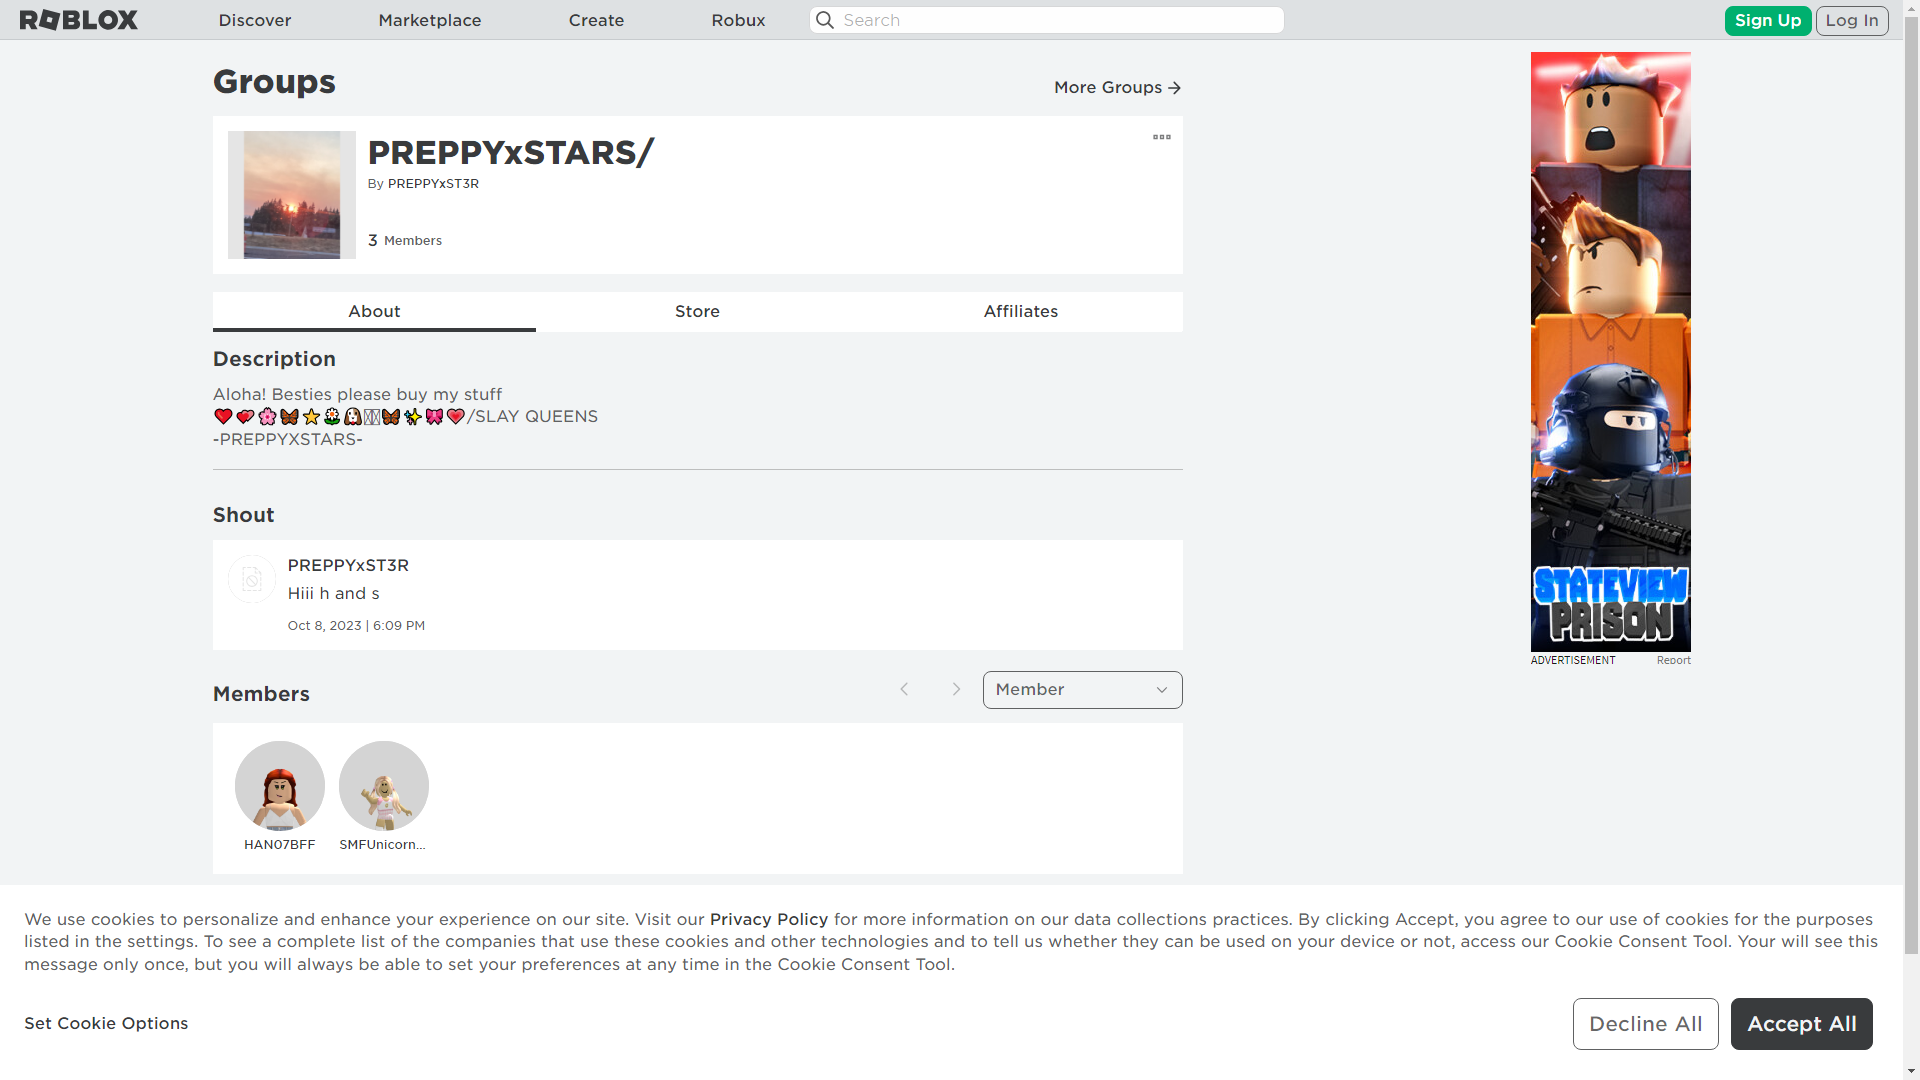 ROBLOX
Discover
Marketplace
Create
Robux
Search
Sign Up
Log In
Groups
More Groups
PREPPYxSTARS/
By PREPPYxST3R
3 Members
About
Store
Affiliates
Description
Aloha! Besties please buy my stuff
❤️💕🌸🦋⭐🌼🐶🦋✨🎀💗/SLAY QUEENS
-PREPPYXSTARS-
Shout
PREPPYxST3R
Hiii h and s
Oct 8, 2023 | 6:09 PM
Members
Member
HAN07BFF
SMFUnicorn...
STATEVIEW
PRISON
ADVERTISEMENT
Report
We use cookies to personalize and enhance your experience on our site. Visit our Privacy Policy for more information on our data collections practices. By clicking Accept, you agree to our use of cookies for the purposes
listed in the settings. To see a complete list of the companies that use these cookies and other technologies and to tell us whether they can be used on your device or not, access our Cookie Consent Tool. Your will see this
message only once, but you will always be able to set your preferences at any time in the Cookie Consent Tool.
Set Cookie Options
Decline All
Accept All